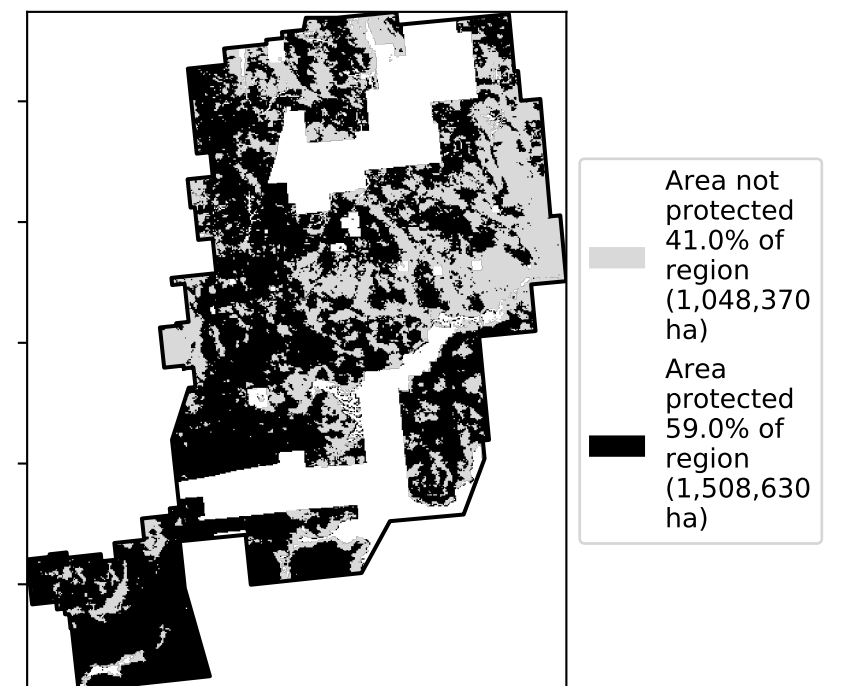 Area not
protected
41.0% of
region
(1,048,370
ha)
Area
protected
59.0% of
region
(1,508,630
ha)